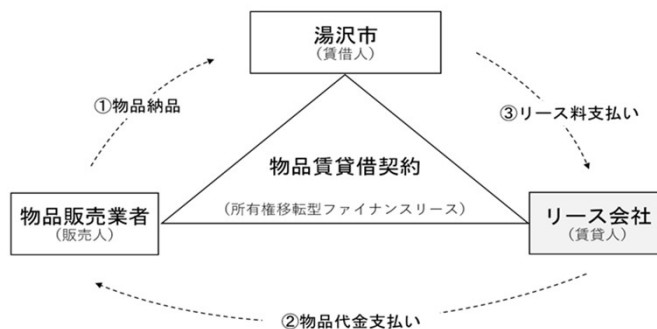 湯沢市
（賃借人）
①物品納品
③リース料支払い
物品賃貸借契約
（所有権移転型ファイナンスリース）
物品販売業者
（販売人）
リース会社
（賃貸人）
②物品代金支払い